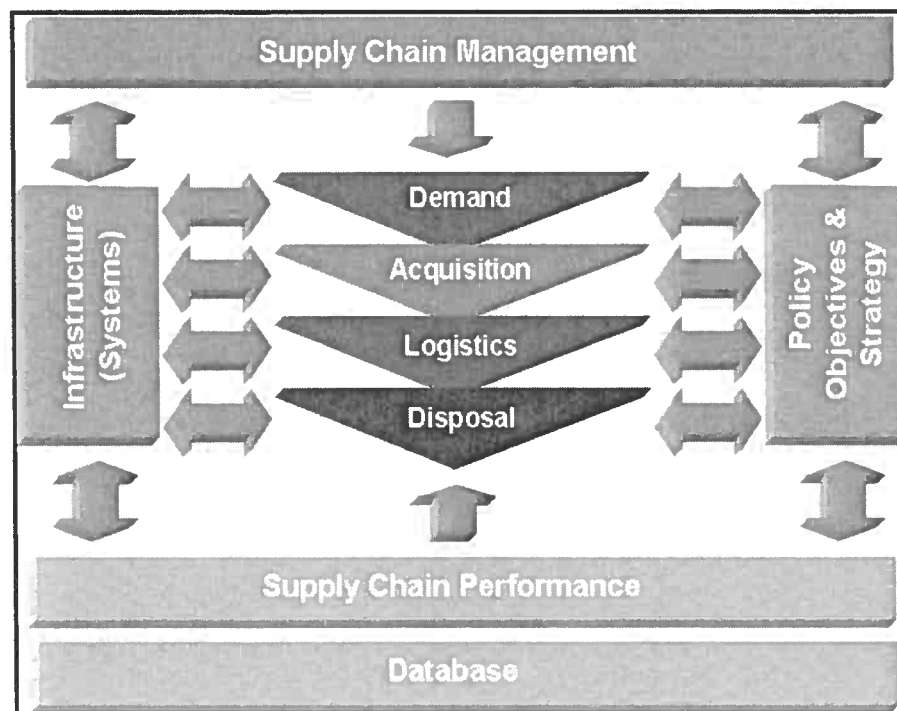 Supply Chain Management
Demand
Acquisition
Logistics
Disposal
Infrastructure
(Systems)
Policy
Objectives &
Strategy
Supply Chain Performance
Database